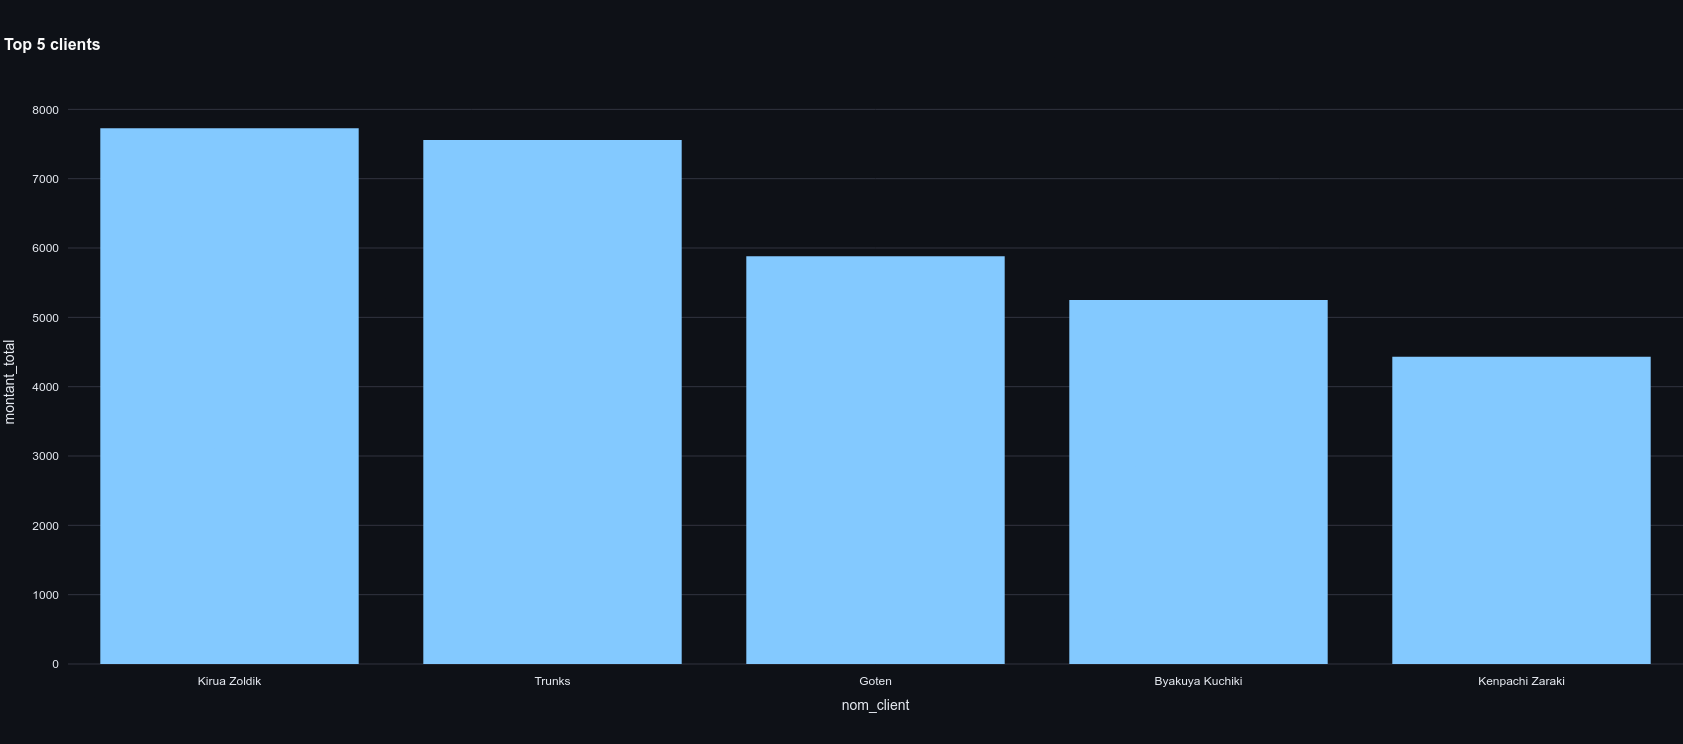 Top 5 clients
8000
7000
6000
5000
4000
3000
2000
1000
0
montant_total
Kirua Zoldik
Trunks
Goten
Byakuya Kuchiki
Kenpachi Zaraki
nom_client